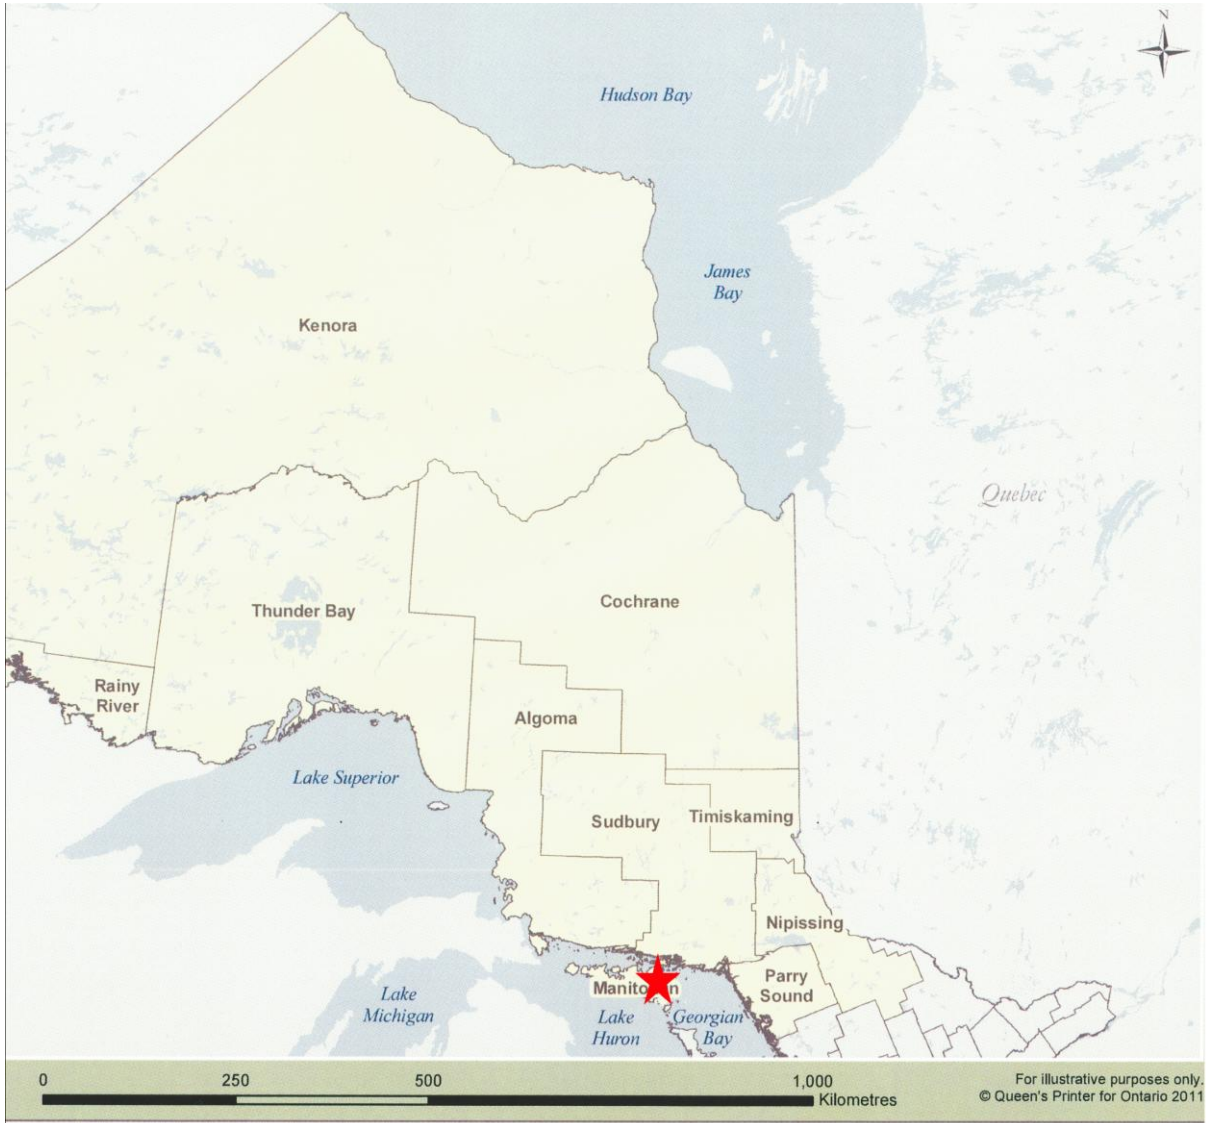 N
Hudson Bay
James
Bay
Kenora
Quebec
Thunder Bay
Cochrane
Rainy
River
Algoma
Lake Superior
Sudbury
Timiskaming
Nipissing
Parry
Sound
Lake
Michigan
Lake
Huron
Georgian
Bay
0 250 500 1,000
Kilometres
For illustrative purposes only.
© Queen's Printer for Ontario 2011